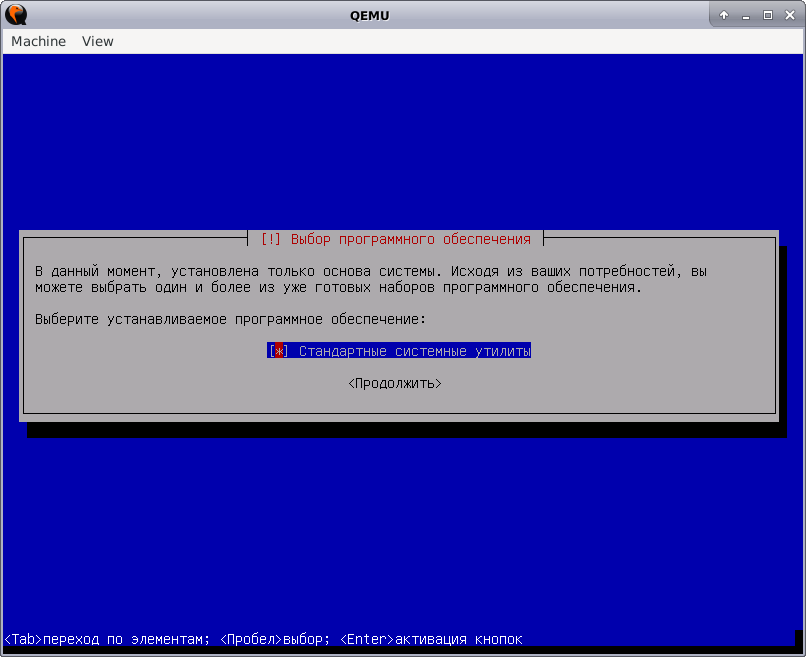 QEMU
Machine View
[!] Выбор программного обеспечения
В данный момент, установлена только основа системы. Исходя из ваших потребностей, вы
можете выбрать один и более из уже готовых наборов программного обеспечения.
Выберите устанавливаемое программное обеспечение:
[*] Стандартные системные утилиты
<Продолжить>
<Tab>переход по элементам; <Пробел>выбор; <Enter>активация кнопок